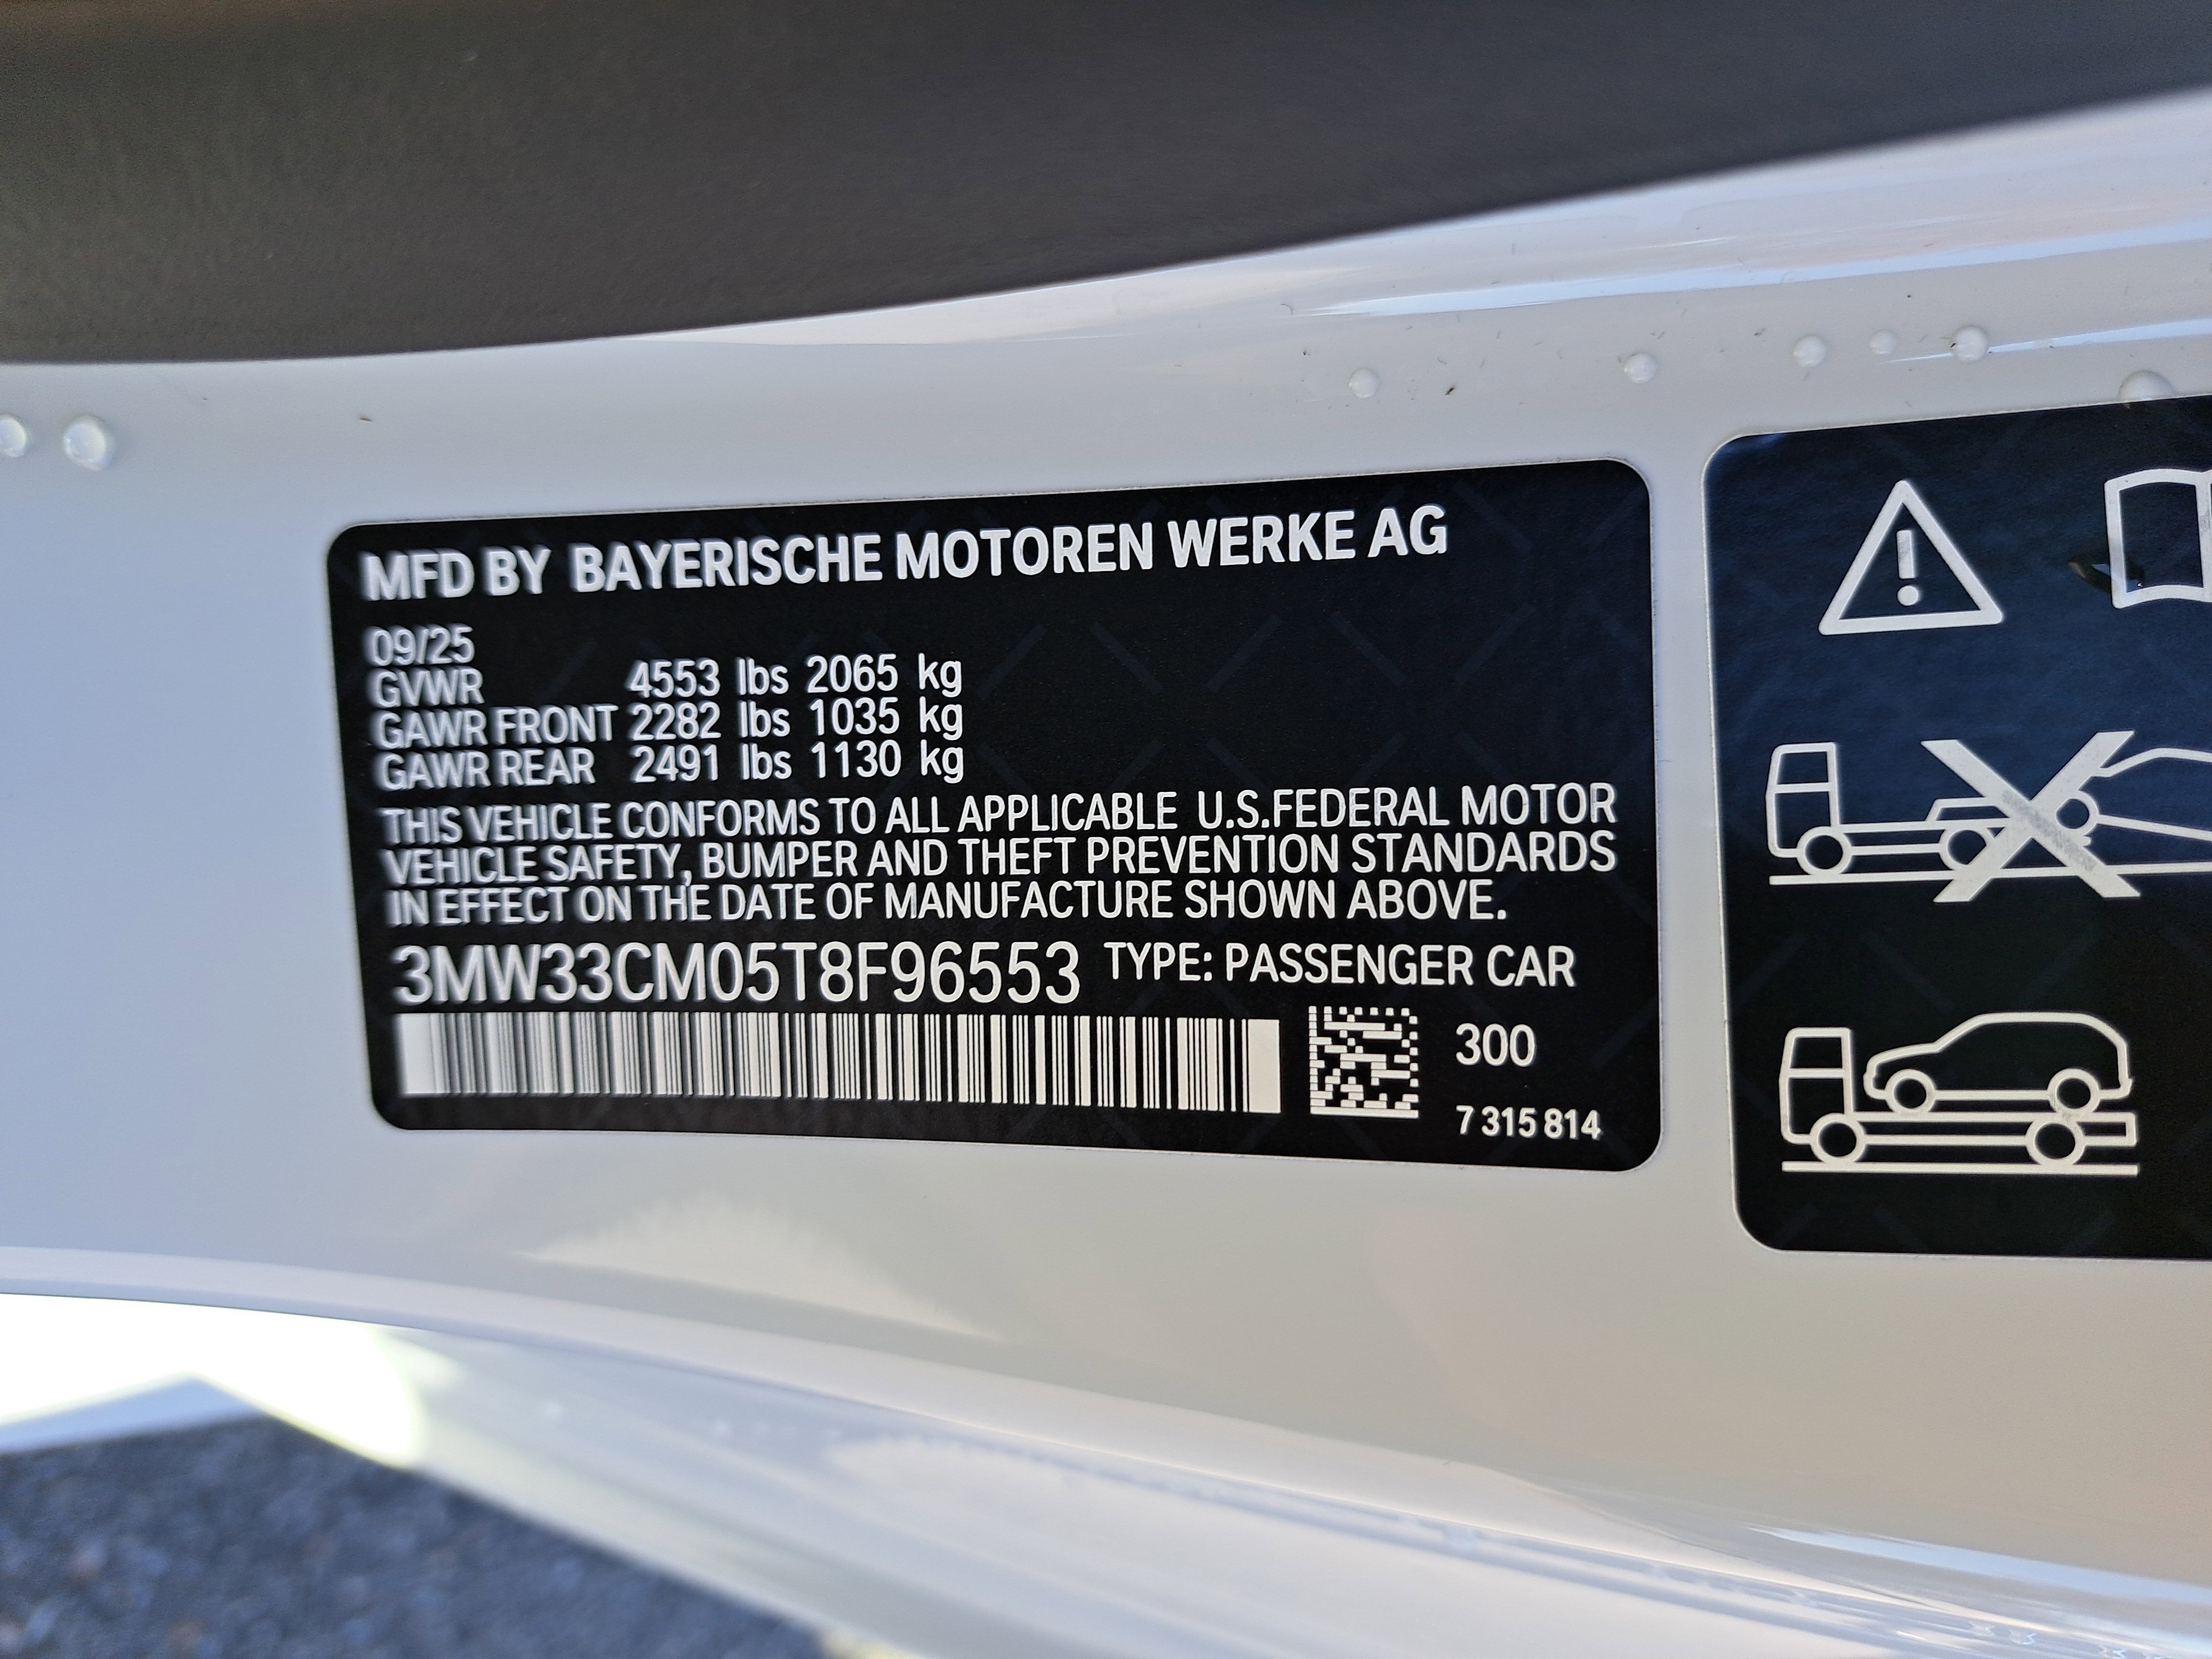 MFD BY BAYERISCHE MOTOREN WERKE AG
09/25
GVWR 4553 lbs 2065 kg
GAWR FRONT 2282 lbs 1035 kg
GAWR REAR 2491 lbs 1130 kg
THIS VEHICLE CONFORMS TO ALL APPLICABLE U.S.FEDERAL MOTOR
VEHICLE SAFETY, BUMPER AND THEFT PREVENTION STANDARDS
IN EFFECT ON THE DATE OF MANUFACTURE SHOWN ABOVE.
3MW33CM05T8F96553 TYPE: PASSENGER CAR
300
7 315 814